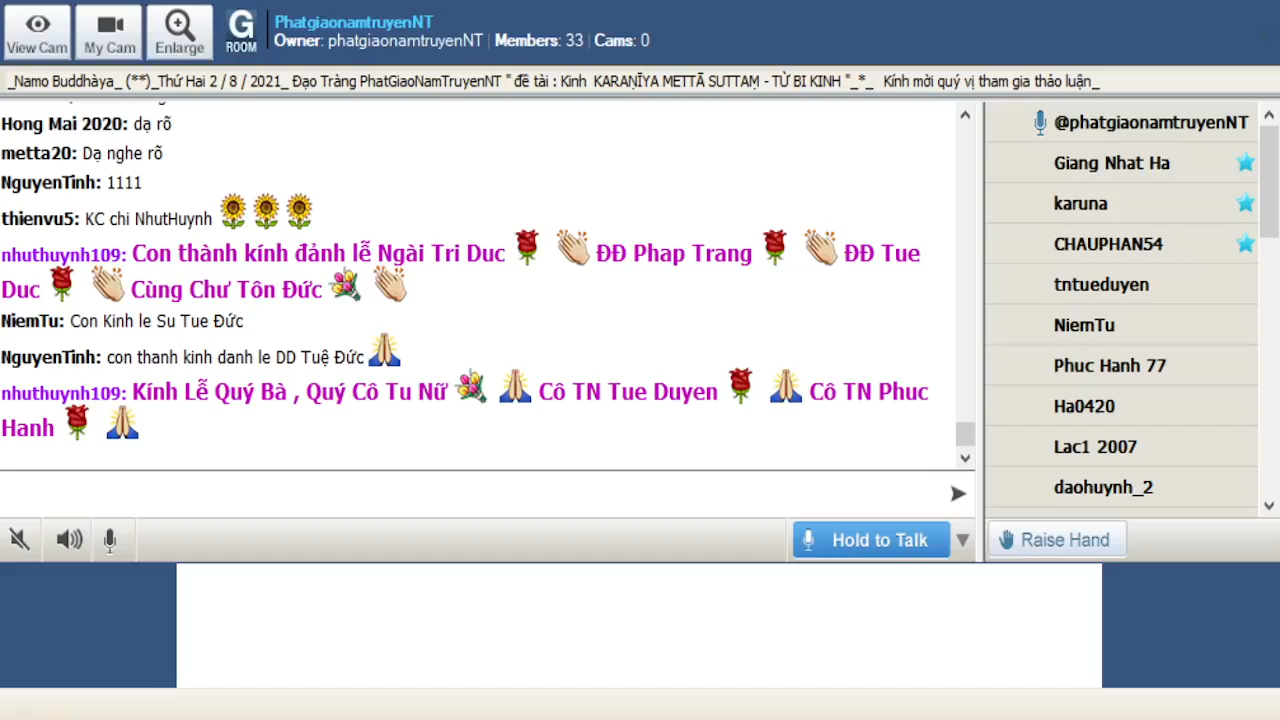 View Cam
My Cam
Enlarge
G
ROOM
PhatgiaonamtruyenNT
Owner: phatgiaonamtruyenNT | Members: 33 | Cams: 0
_Namo Buddhàya_ (**)_Thứ Hai 2 / 8 / 2021_ Đạo Tràng PhatGiaoNamTruyenNT " đề tài : Kinh KARAṆĪYA METTĀ SUTTAṂ - TỪ BI KINH "_*_ Kính mời quý vị tham gia thảo luận_
Hong Mai 2020: dạ rõ
metta20: Dạ nghe rõ
NguyenTinh: 1111
thienvu5: KC chi NhutHuynh
nhuthuynh109: Con thành kính đảnh lễ Ngài Tri Duc ĐĐ Phap Trang ĐĐ Tue
Duc Cùng Chư Tôn Đức
NiemTu: Con Kinh le Su Tue Đức
NguyenTinh: con thanh kinh danh le DD Tuệ Đức
nhuthuynh109: Kính Lễ Quý Bà , Quý Cô Tu Nữ Cô TN Tue Duyen Cô TN Phuc
Hanh
@phatgiaonamtruyenNT
Giang Nhat Ha
karuna
CHAUPHAN54
tntueduyen
NiemTu
Phuc Hanh 77
Ha0420
Lac1 2007
daohuynh_2
Hold to Talk
Raise Hand